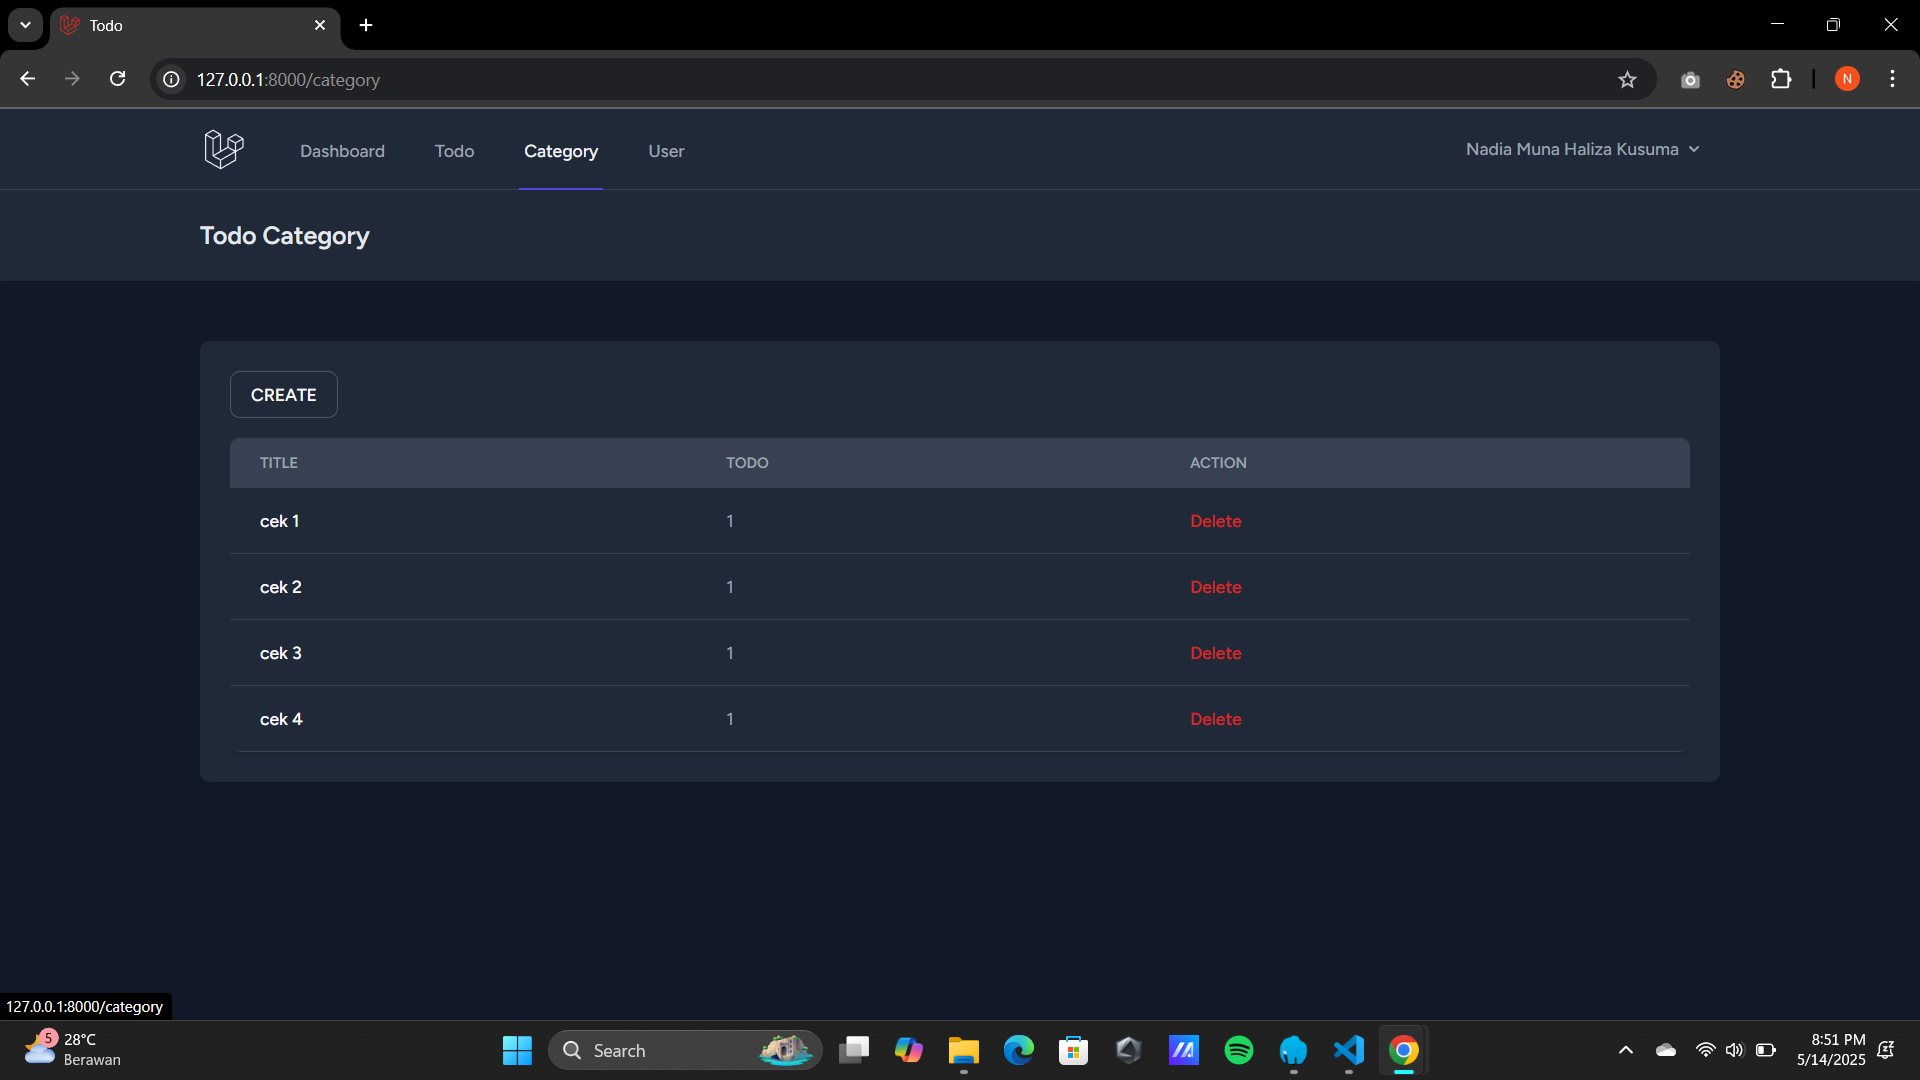 Todo
127.0.0.1:8000/category
Dashboard
Todo
Category
User
Nadia Muna Haliza Kusuma
Todo Category
CREATE
TITLE TODO ACTION
cek 1 1 Delete
cek 2 1 Delete
cek 3 1 Delete
cek 4 1 Delete
127.0.0.1:8000/category
5
28°C
Berawan
Search
N
8:51 PM
5/14/2025